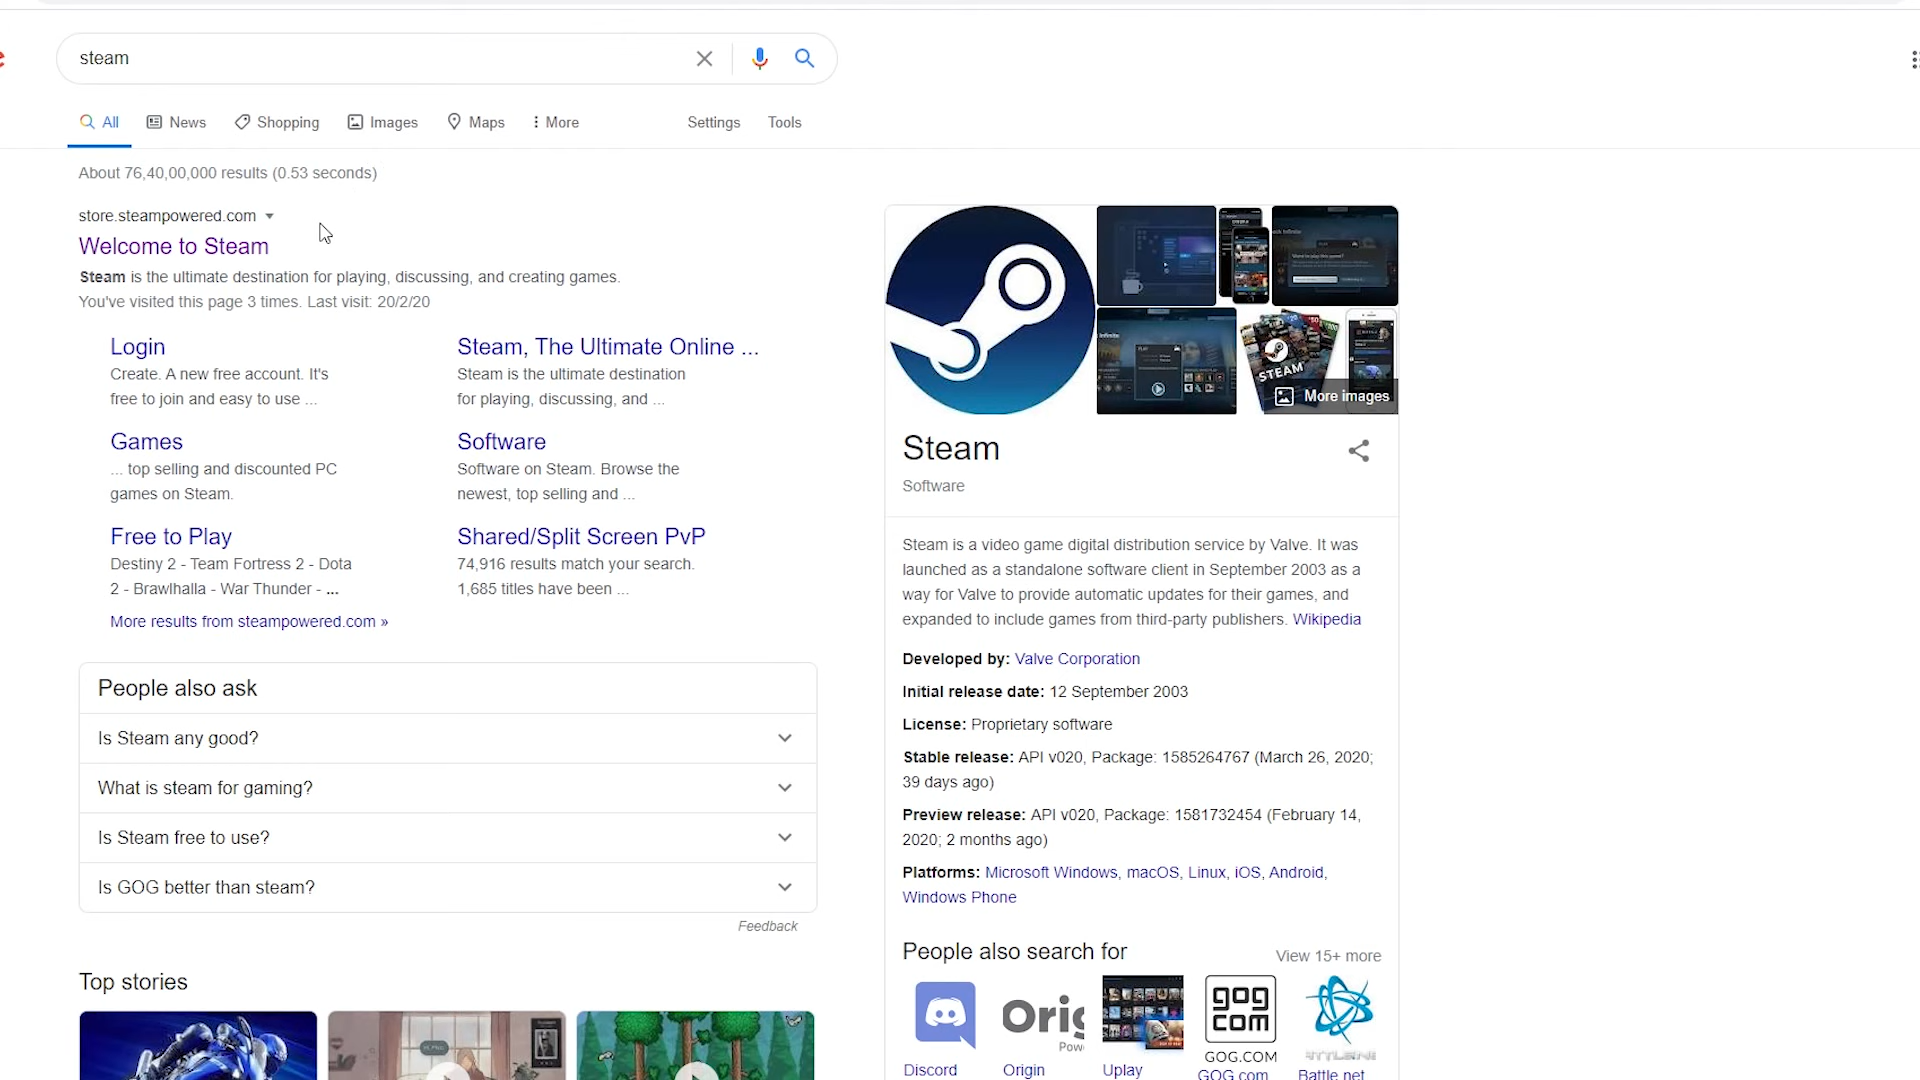 steam
All
News
Shopping
Images
Maps
More
Settings
Tools
About 76,40,00,000 results (0.53 seconds)
store.steampowered.com
Welcome to Steam
Steam is the ultimate destination for playing, discussing, and creating games.
You've visited this page 3 times. Last visit: 20/2/20
Login
Create. A new free account. It's
free to join and easy to use ...
Steam, The Ultimate Online ...
Steam is the ultimate destination
for playing, discussing, and ...
Games
... top selling and discounted PC
games on Steam.
Software
Software on Steam. Browse the
newest, top selling and ...
Free to Play
Destiny 2 - Team Fortress 2 - Dota
2 - Brawlhalla - War Thunder - ...
Shared/Split Screen PvP
74,916 results match your search.
1,685 titles have been ...
More results from steampowered.com »
People also ask
Is Steam any good?
What is steam for gaming?
Is Steam free to use?
Is GOG better than steam?
Feedback
Top stories
STEAM
More images
Steam
Software
Steam is a video game digital distribution service by Valve. It was
launched as a standalone software client in September 2003 as a
way for Valve to provide automatic updates for their games, and
expanded to include games from third-party publishers. Wikipedia
Developed by: Valve Corporation
Initial release date: 12 September 2003
License: Proprietary software
Stable release: API v020, Package: 1585264767 (March 26, 2020;
39 days ago)
Preview release: API v020, Package: 1581732454 (February 14,
2020; 2 months ago)
Platforms: Microsoft Windows, macOS, Linux, iOS, Android,
Windows Phone
People also search for
View 15+ more
Orig
Powe
gog
com
GOG.COM
Discord
Origin
Uplay
GOG.com
Battle.net